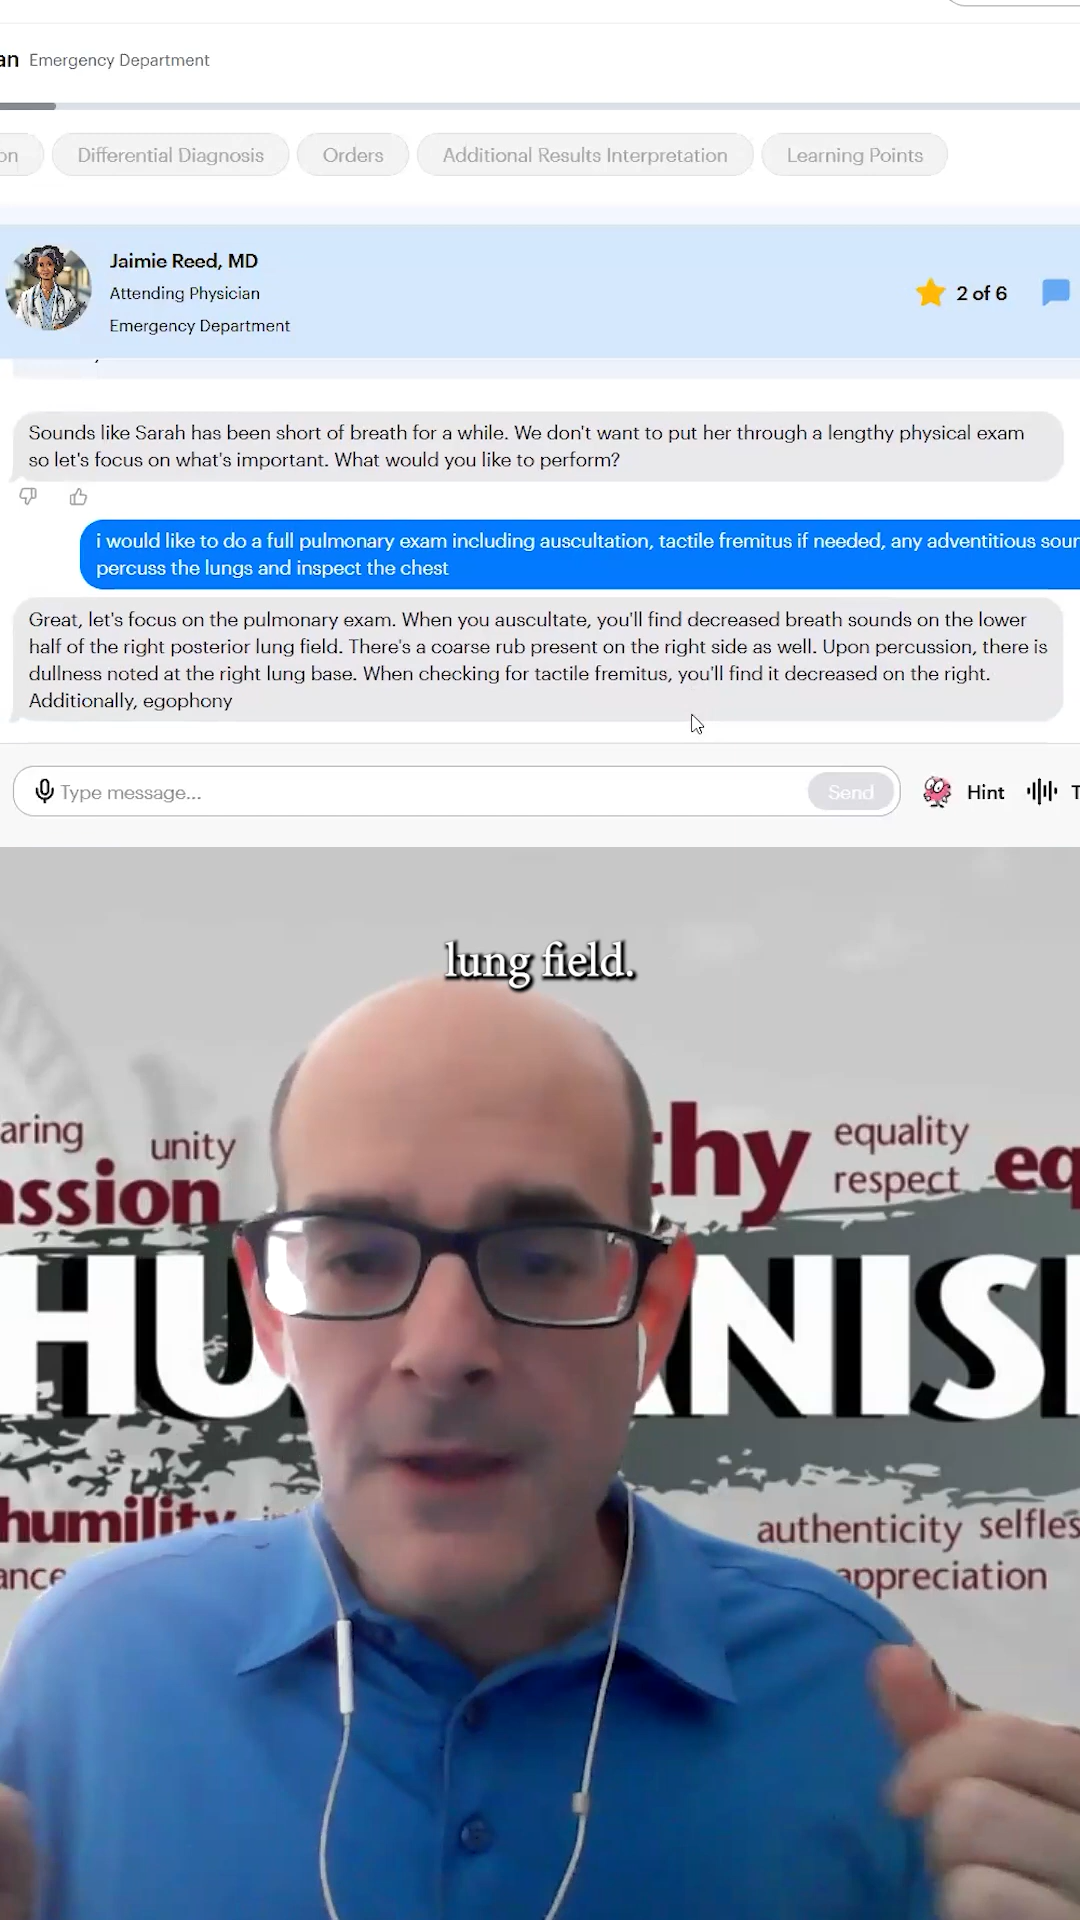 an Emergency Department
on Differential Diagnosis Orders Additional Results Interpretation Learning Points
Jaimie Reed, MD
Attending Physician
Emergency Department
2 of 6
Sounds like Sarah has been short of breath for a while. We don't want to put her through a lengthy physical exam
so let's focus on what's important. What would you like to perform?
i would like to do a full pulmonary exam including auscultation, tactile fremitus if needed, any adventitious sour
percuss the lungs and inspect the chest
Great, let's focus on the pulmonary exam. When you auscultate, you'll find decreased breath sounds on the lower
half of the right posterior lung field. There's a coarse rub present on the right side as well. Upon percussion, there is
dullness noted at the right lung base. When checking for tactile fremitus, you'll find it decreased on the right.
Additionally, egophony
Type message... Send Hint T
lung field.
aring unity thy equality
assion respect eq
HU ANIS
humility authenticity selfles
ance appreciation